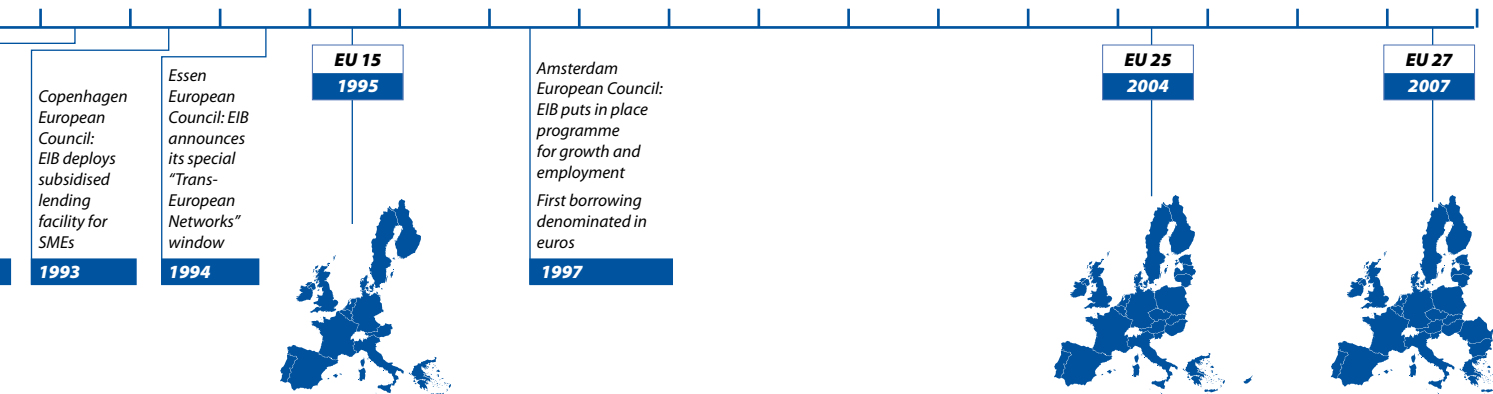 Copenhagen
European
Council:
EIB deploys
subsidised
lending
facility for
SMEs
1993
Essen
European
Council: EIB
announces
its special
“Trans-
European
Networks”
window
1994
EU 15
1995
Amsterdam
European Council:
EIB puts in place
programme
for growth and
employment
First borrowing
denominated in
euros
1997
EU 25
2004
EU 27
2007